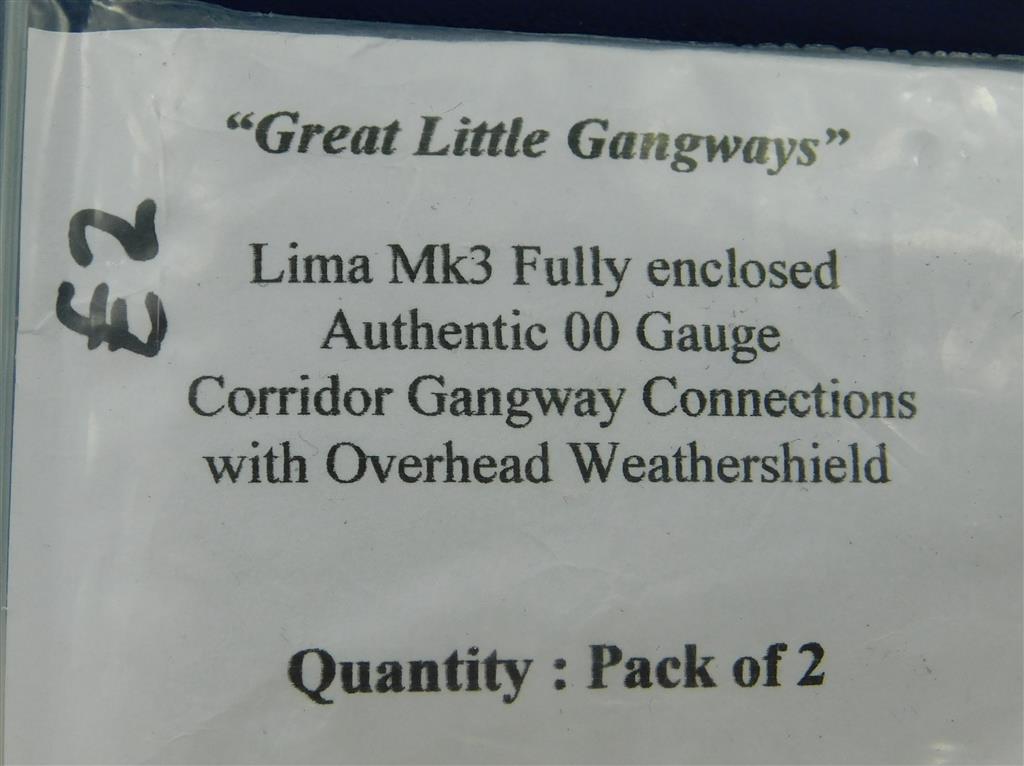 “Great Little Gangways”
£2
Lima Mk3 Fully enclosed
Authentic 00 Gauge
Corridor Gangway Connections
with Overhead Weathershield
Quantity : Pack of 2